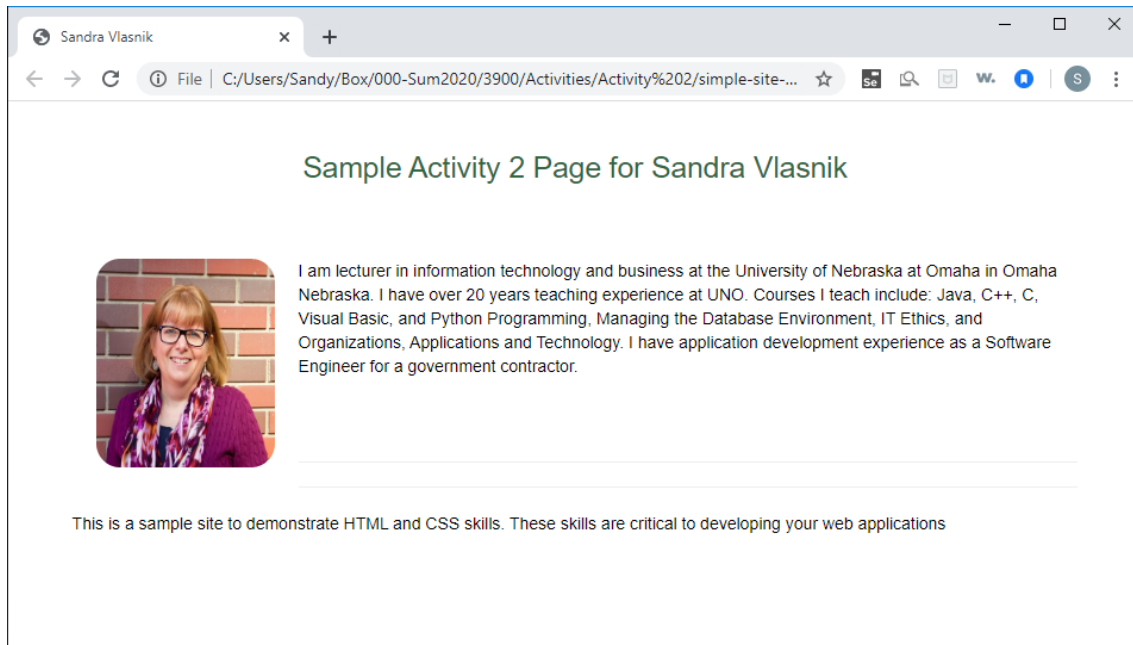 Sandra Vlasnik
File
C:/Users/Sandy/Box/000-Sum2020/3900/Activities/Activity%202/simple-site-...
Se
w.
S
Sample Activity 2 Page for Sandra Vlasnik
I am lecturer in information technology and business at the University of Nebraska at Omaha in Omaha
Nebraska. I have over 20 years teaching experience at UNO. Courses I teach include: Java, C++, C,
Visual Basic, and Python Programming, Managing the Database Environment, IT Ethics, and
Organizations, Applications and Technology. I have application development experience as a Software
Engineer for a government contractor.
This is a sample site to demonstrate HTML and CSS skills. These skills are critical to developing your web applications